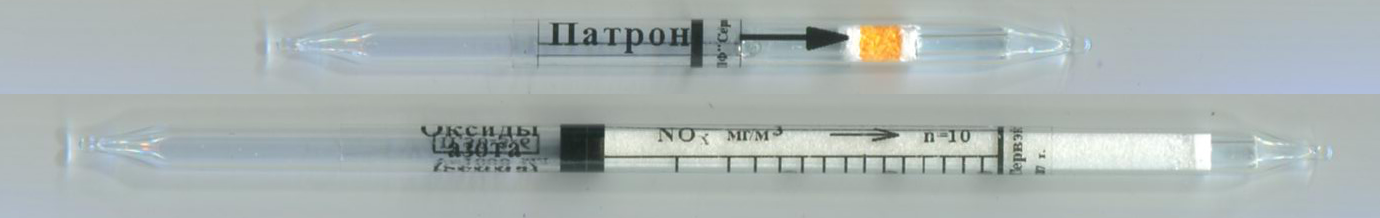 Патрон
Оксиды
азота
NOx мг/м³ n=10